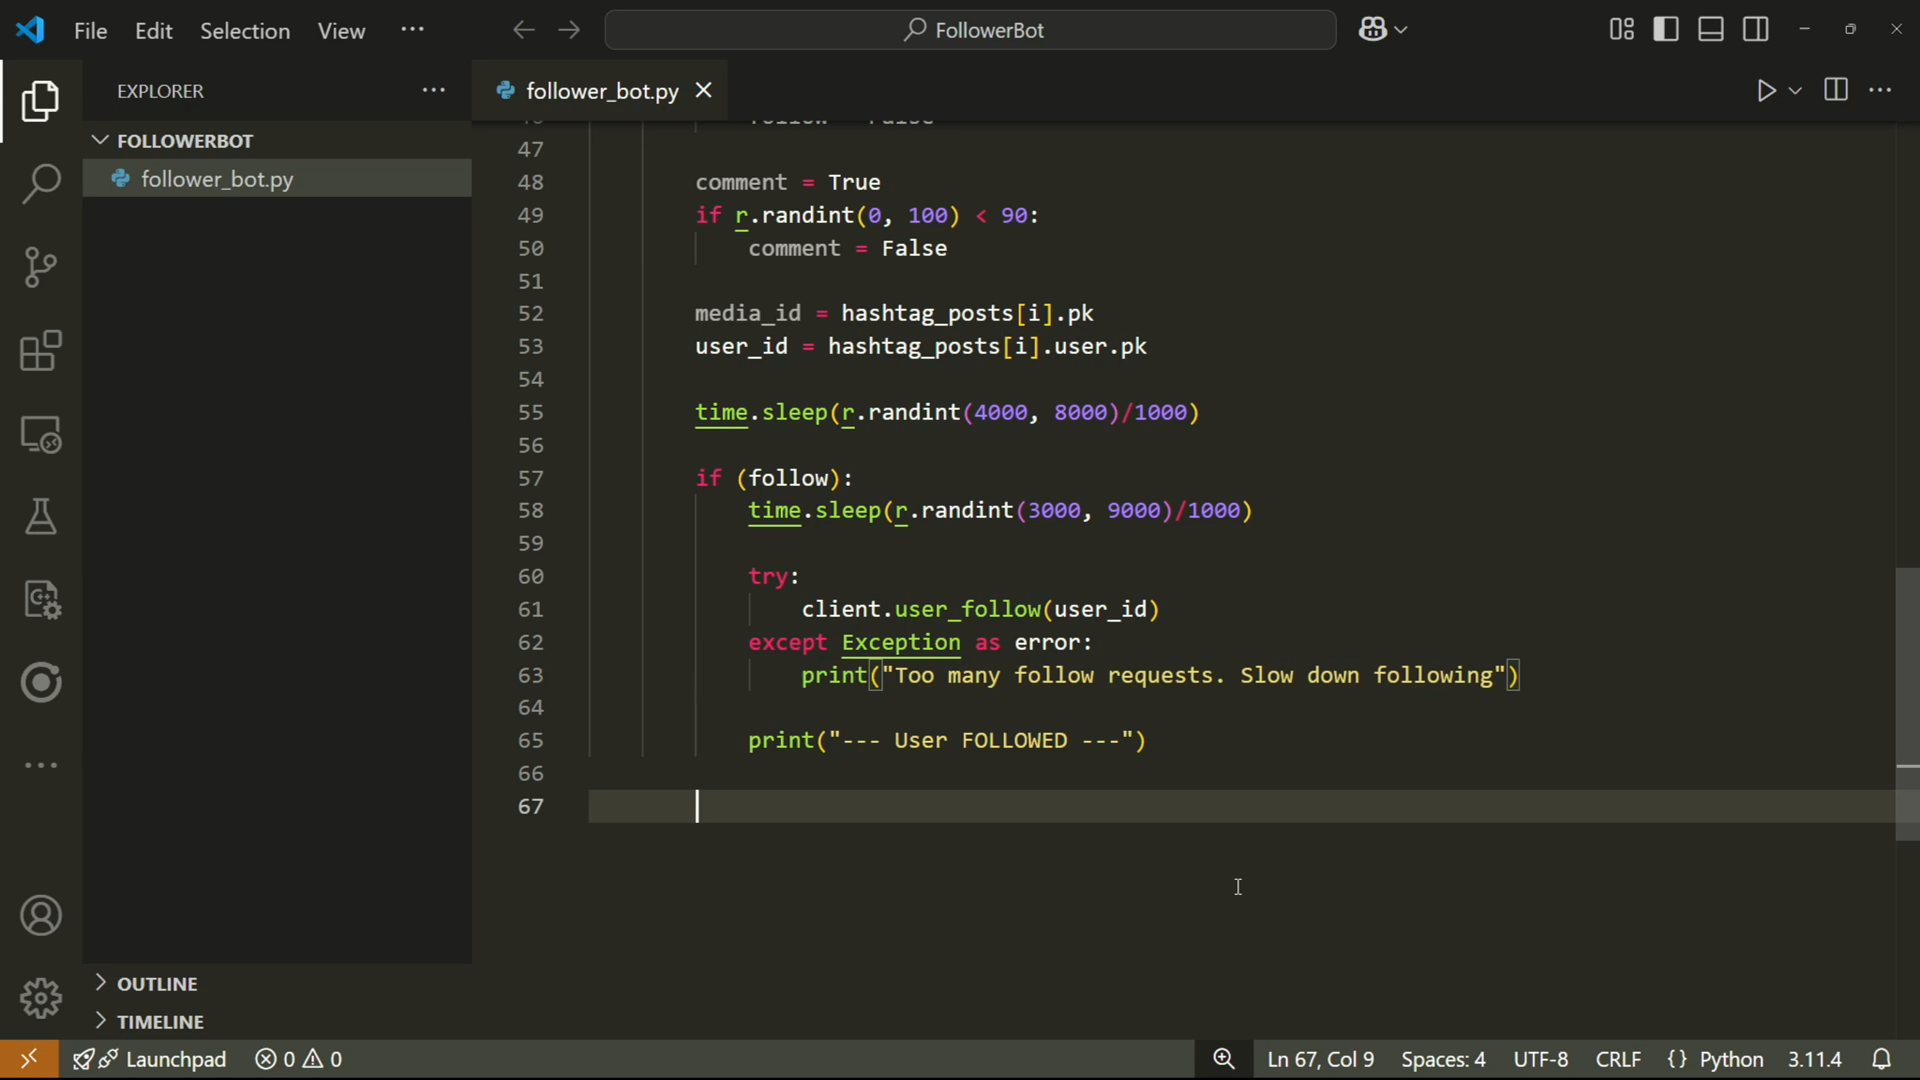 File Edit Selection View ···
FollowerBot
EXPLORER ···
follower_bot.py
FOLLOWERBOT
follower_bot.py
47
48 comment = True
49 if r.randint(0, 100) < 90:
50 comment = False
51
52 media_id = hashtag_posts[i].pk
53 user_id = hashtag_posts[i].user.pk
54
55 time.sleep(r.randint(4000, 8000)/1000)
56
57 if (follow):
58 time.sleep(r.randint(3000, 9000)/1000)
59
60 try:
61 client.user_follow(user_id)
62 except Exception as error:
63 print("Too many follow requests. Slow down following")
64
65 print("--- User FOLLOWED ---")
66
67
OUTLINE
TIMELINE
Launchpad 0 0 Ln 67, Col 9 Spaces: 4 UTF-8 CRLF {} Python 3.11.4